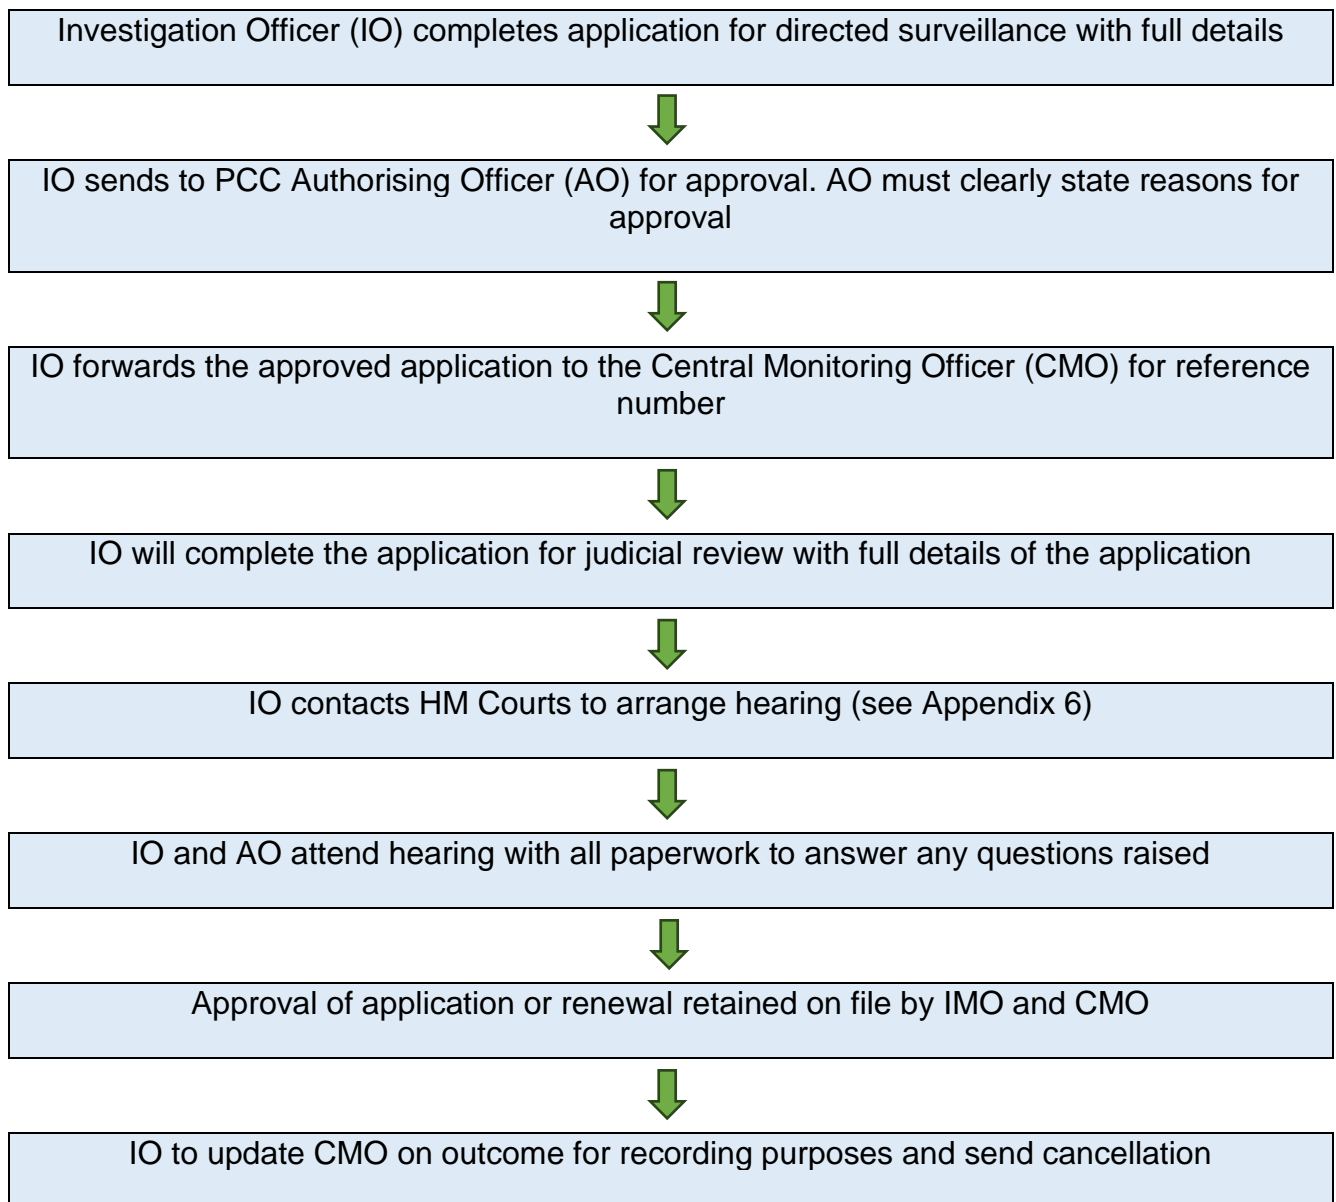 Investigation Officer (IO) completes application for directed surveillance with full details
IO sends to PCC Authorising Officer (AO) for approval. AO must clearly state reasons for
approval
IO forwards the approved application to the Central Monitoring Officer (CMO) for reference
number
IO will complete the application for judicial review with full details of the application
IO contacts HM Courts to arrange hearing (see Appendix 6)
IO and AO attend hearing with all paperwork to answer any questions raised
Approval of application or renewal retained on file by IMO and CMO
IO to update CMO on outcome for recording purposes and send cancellation